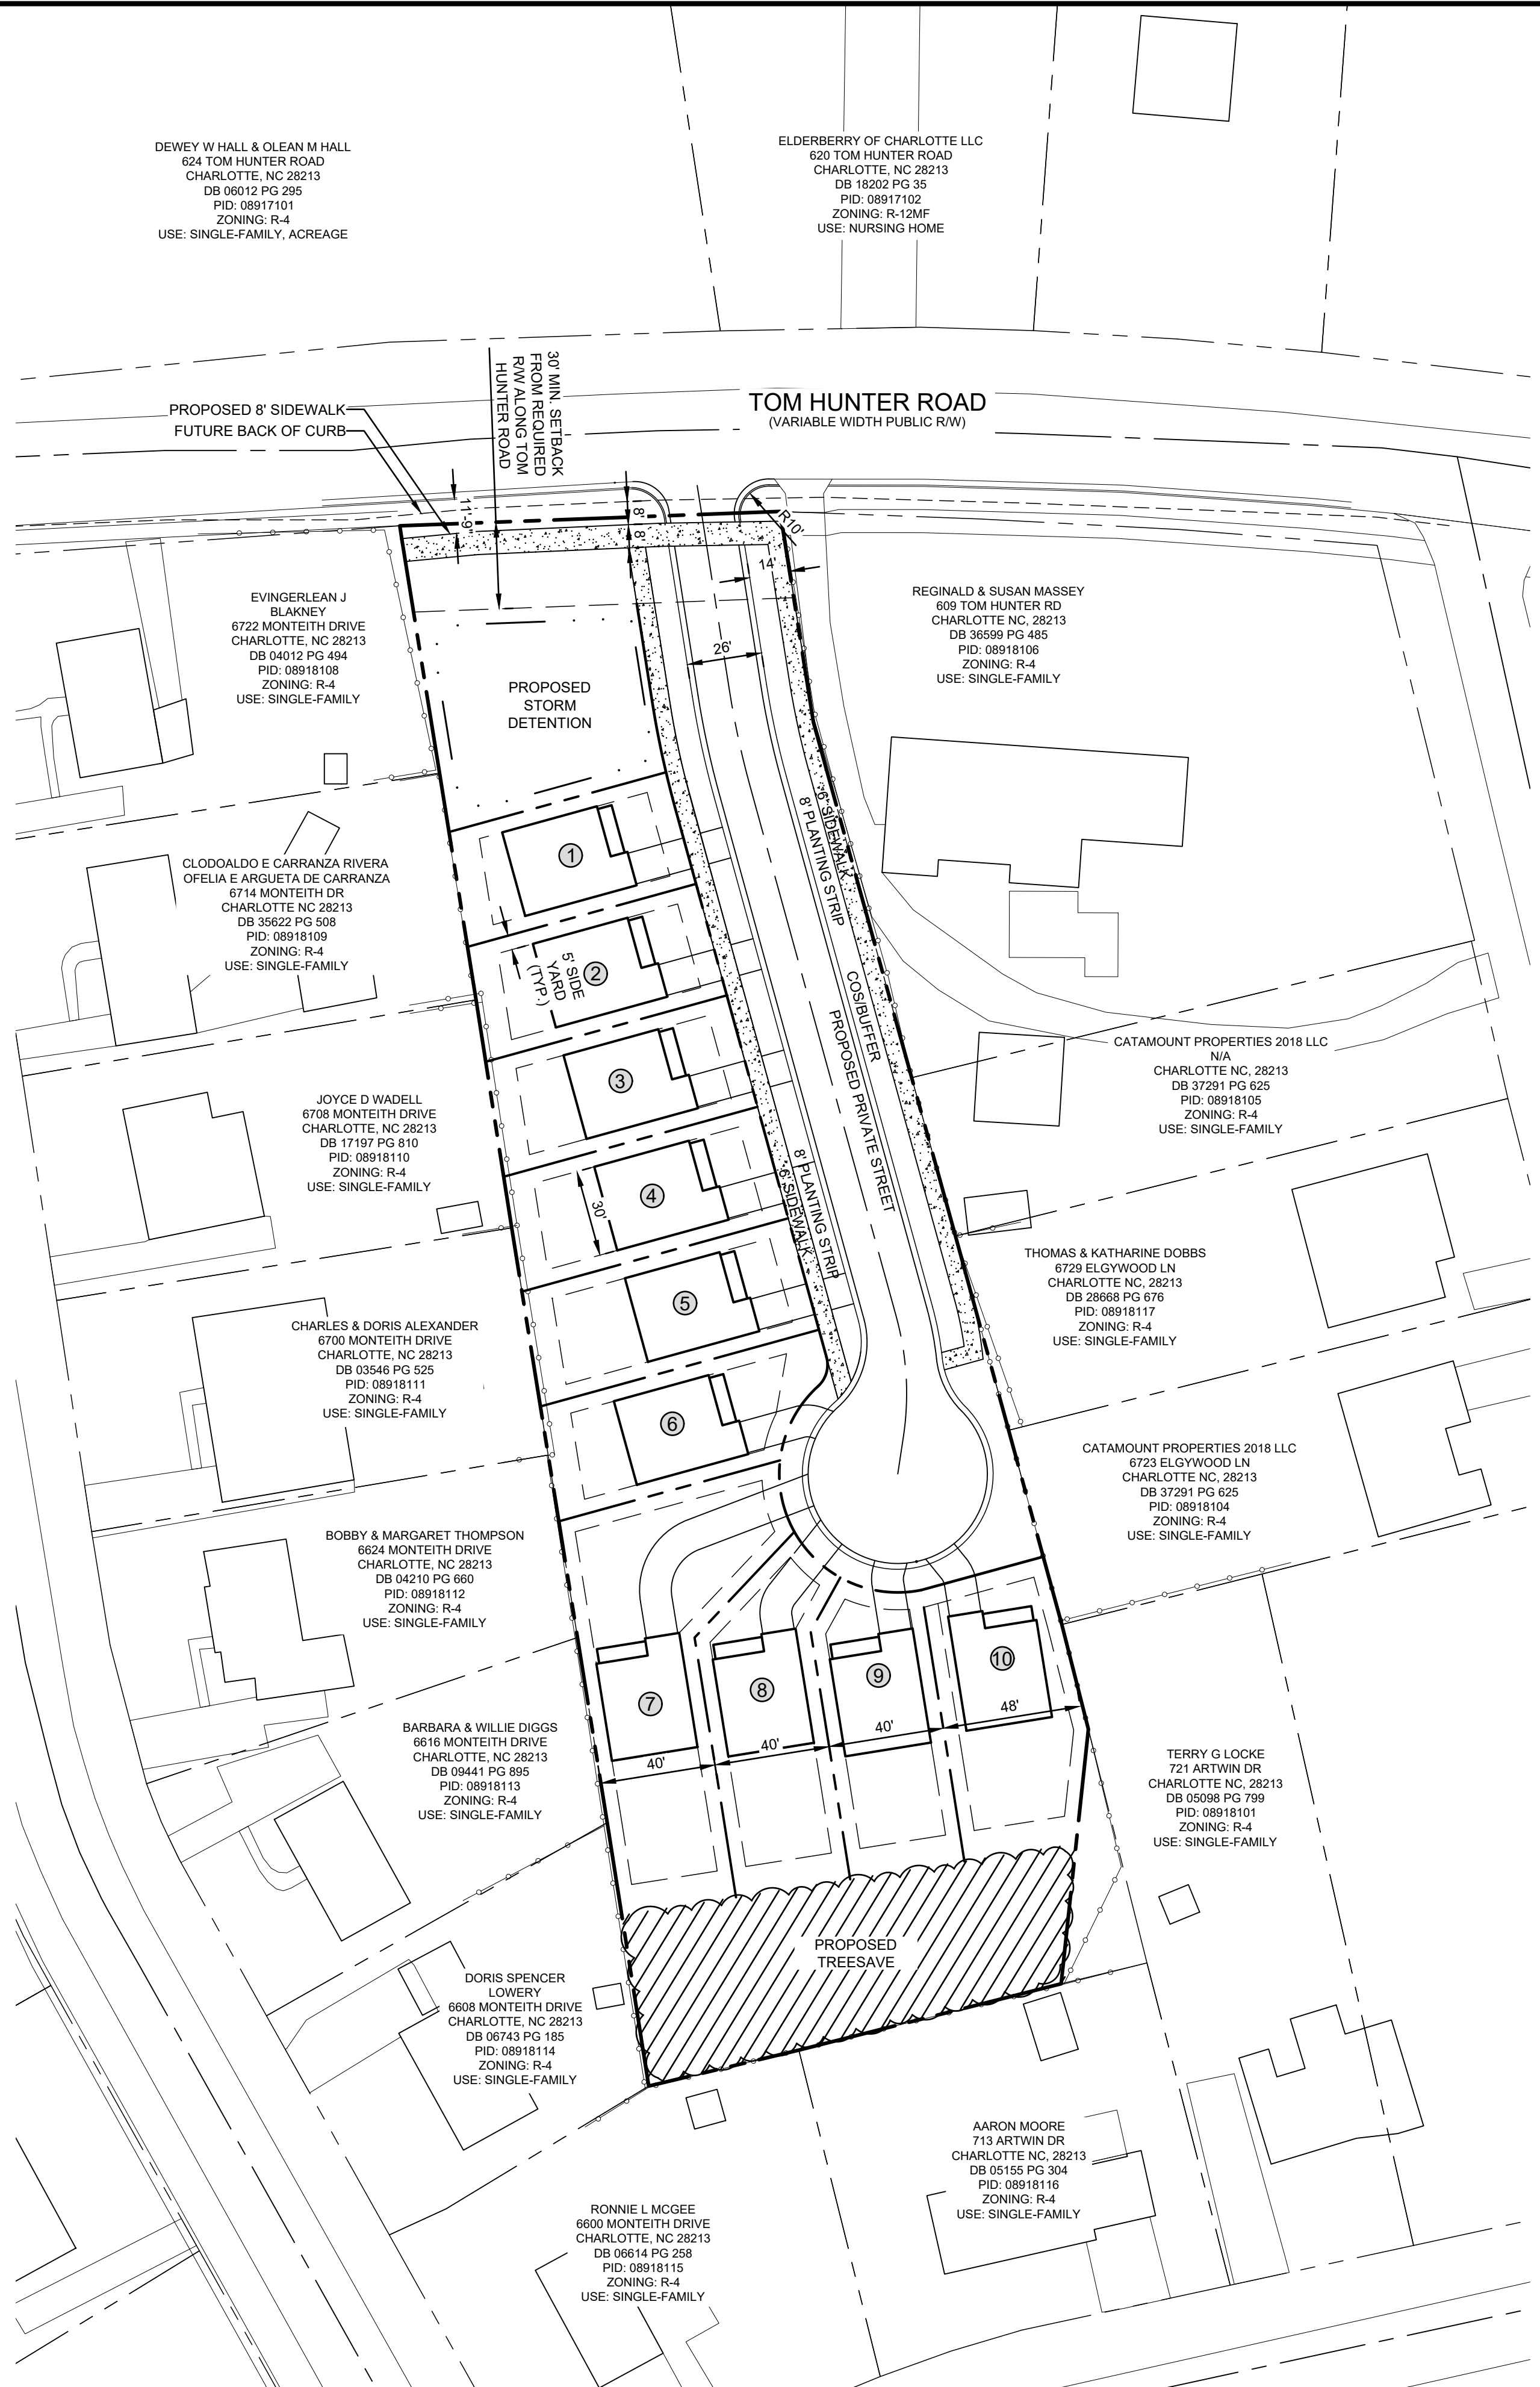 DEWEY W HALL & OLEAN M HALL
624 TOM HUNTER ROAD
CHARLOTTE, NC 28213
DB 06012 PG 295
PID: 08917101
ZONING: R-4
USE: SINGLE-FAMILY, ACREAGE
ELDERBERRY OF CHARLOTTE LLC
620 TOM HUNTER ROAD
CHARLOTTE, NC 28213
DB 18202 PG 35
PID: 08917102
ZONING: R-12MF
USE: NURSING HOME
30' MIN. SETBACK
FROM REQUIRED
R/W ALONG TOM
HUNTER ROAD
TOM HUNTER ROAD
(VARIABLE WIDTH PUBLIC R/W)
PROPOSED 8' SIDEWALK
FUTURE BACK OF CURB
11'-9"
8'
8'
R10'
14'
26'
EVINGERLEAN J
BLAKNEY
6722 MONTEITH DRIVE
CHARLOTTE, NC 28213
DB 04012 PG 494
PID: 08918108
ZONING: R-4
USE: SINGLE-FAMILY
REGINALD & SUSAN MASSEY
609 TOM HUNTER RD
CHARLOTTE NC, 28213
DB 36599 PG 485
PID: 08918106
ZONING: R-4
USE: SINGLE-FAMILY
PROPOSED
STORM
DETENTION
6' SIDEWALK
8' PLANTING STRIP
1
CLODOALDO E CARRANZA RIVERA
OFELIA E ARGUETA DE CARRANZA
6714 MONTEITH DR
CHARLOTTE NC 28213
DB 35622 PG 508
PID: 08918109
ZONING: R-4
USE: SINGLE-FAMILY
5' SIDE
YARD
(TYP.)
2
COS/BUFFER
PROPOSED PRIVATE STREET
CATAMOUNT PROPERTIES 2018 LLC
N/A
CHARLOTTE NC, 28213
DB 37291 PG 625
PID: 08918105
ZONING: R-4
USE: SINGLE-FAMILY
3
JOYCE D WADELL
6708 MONTEITH DRIVE
CHARLOTTE, NC 28213
DB 17197 PG 810
PID: 08918110
ZONING: R-4
USE: SINGLE-FAMILY
4
30'
8' PLANTING STRIP
6' SIDEWALK
THOMAS & KATHARINE DOBBS
6729 ELGYWOOD LN
CHARLOTTE NC, 28213
DB 28668 PG 676
PID: 08918117
ZONING: R-4
USE: SINGLE-FAMILY
5
CHARLES & DORIS ALEXANDER
6700 MONTEITH DRIVE
CHARLOTTE, NC 28213
DB 03546 PG 525
PID: 08918111
ZONING: R-4
USE: SINGLE-FAMILY
6
CATAMOUNT PROPERTIES 2018 LLC
6723 ELGYWOOD LN
CHARLOTTE NC, 28213
DB 37291 PG 625
PID: 08918104
ZONING: R-4
USE: SINGLE-FAMILY
BOBBY & MARGARET THOMPSON
6624 MONTEITH DRIVE
CHARLOTTE, NC 28213
DB 04210 PG 660
PID: 08918112
ZONING: R-4
USE: SINGLE-FAMILY
7
8
9
10
40'
40'
40'
48'
BARBARA & WILLIE DIGGS
6616 MONTEITH DRIVE
CHARLOTTE, NC 28213
DB 09441 PG 895
PID: 08918113
ZONING: R-4
USE: SINGLE-FAMILY
TERRY G LOCKE
721 ARTWIN DR
CHARLOTTE NC, 28213
DB 05098 PG 799
PID: 08918101
ZONING: R-4
USE: SINGLE-FAMILY
PROPOSED
TREESAVE
DORIS SPENCER
LOWERY
6608 MONTEITH DRIVE
CHARLOTTE, NC 28213
DB 06743 PG 185
PID: 08918114
ZONING: R-4
USE: SINGLE-FAMILY
AARON MOORE
713 ARTWIN DR
CHARLOTTE NC, 28213
DB 05155 PG 304
PID: 08918116
ZONING: R-4
USE: SINGLE-FAMILY
RONNIE L MCGEE
6600 MONTEITH DRIVE
CHARLOTTE, NC 28213
DB 06614 PG 258
PID: 08918115
ZONING: R-4
USE: SINGLE-FAMILY